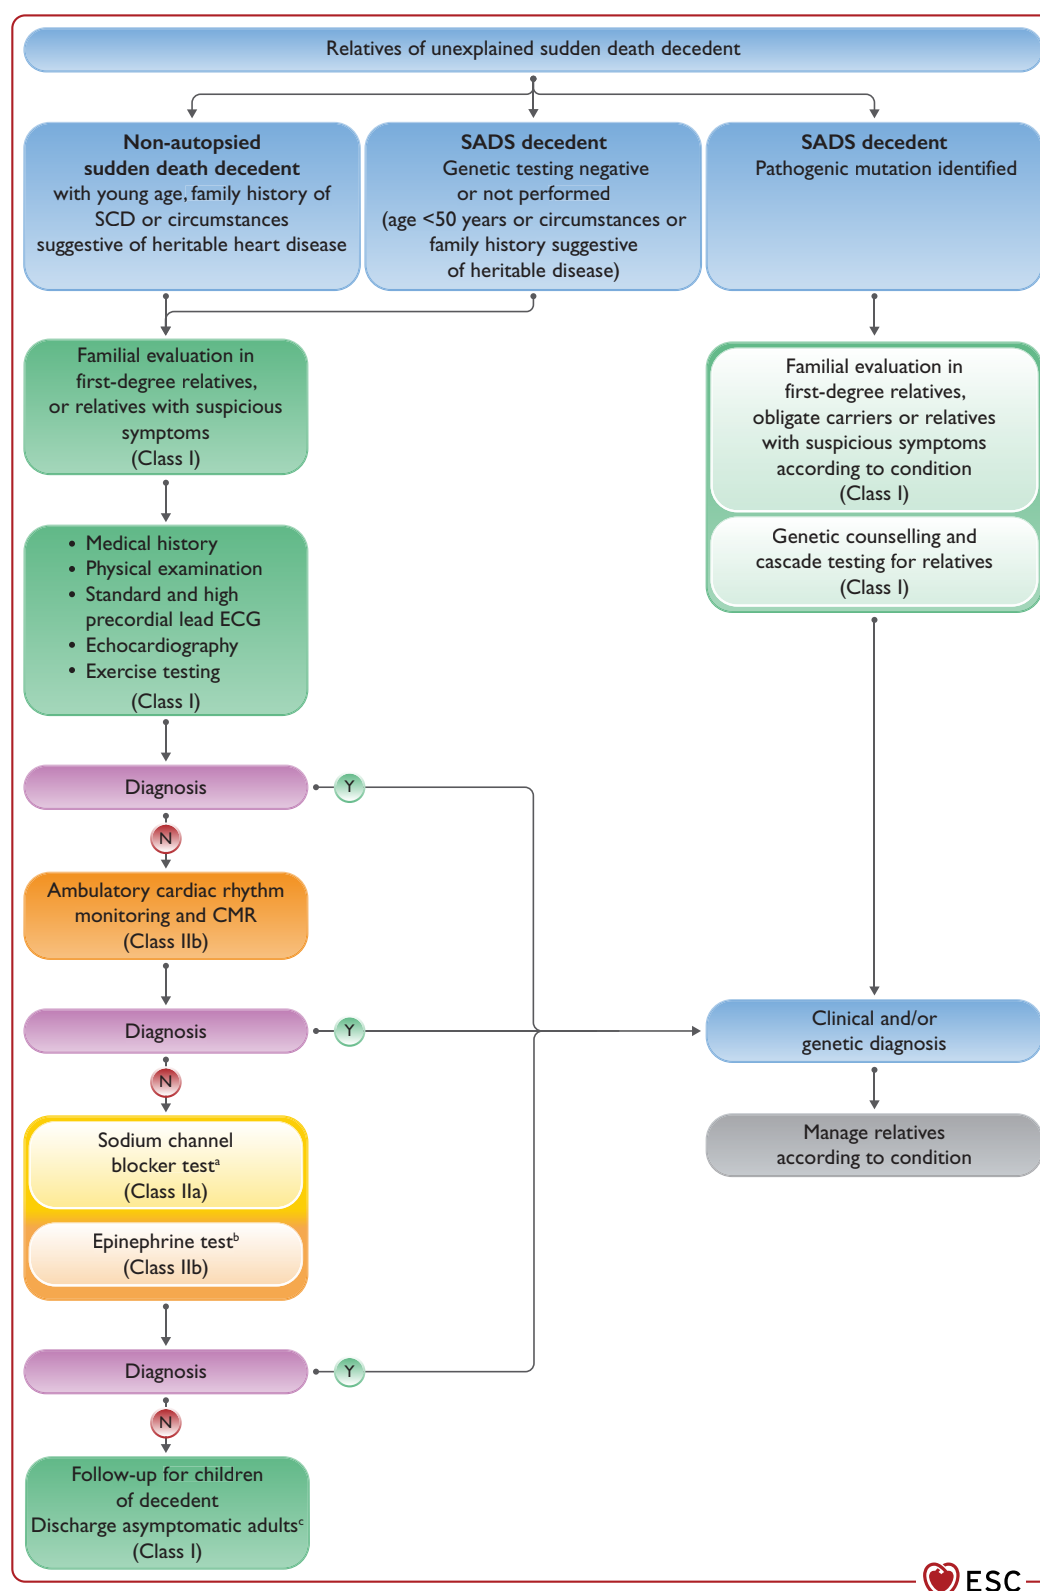 Relatives of unexplained sudden death decedent
Non-autopsied
sudden death decedent
with young age, family history of
SCD or circumstances
suggestive of heritable heart disease
SADS decedent
Genetic testing negative
or not performed
(age <50 years or circumstances or
family history suggestive
of heritable disease)
SADS decedent
Pathogenic mutation identified
Familial evaluation in
first-degree relatives,
or relatives with suspicious
symptoms
(Class I)
Familial evaluation in
first-degree relatives,
obligate carriers or relatives
with suspicious symptoms
according to condition
(Class I)
Genetic counselling and
cascade testing for relatives
(Class I)
• Medical history
• Physical examination
• Standard and high
precordial lead ECG
• Echocardiography
• Exercise testing
(Class I)
Diagnosis
Y
N
Ambulatory cardiac rhythm
monitoring and CMR
(Class IIb)
Diagnosis
Y
Clinical and/or
genetic diagnosis
N
Manage relatives
according to condition
Sodium channel
blocker testᵃ
(Class IIa)
Epinephrine testᵇ
(Class IIb)
Diagnosis
Y
N
Follow-up for children
of decedent
Discharge asymptomatic adultsᶜ
(Class I)
ESC